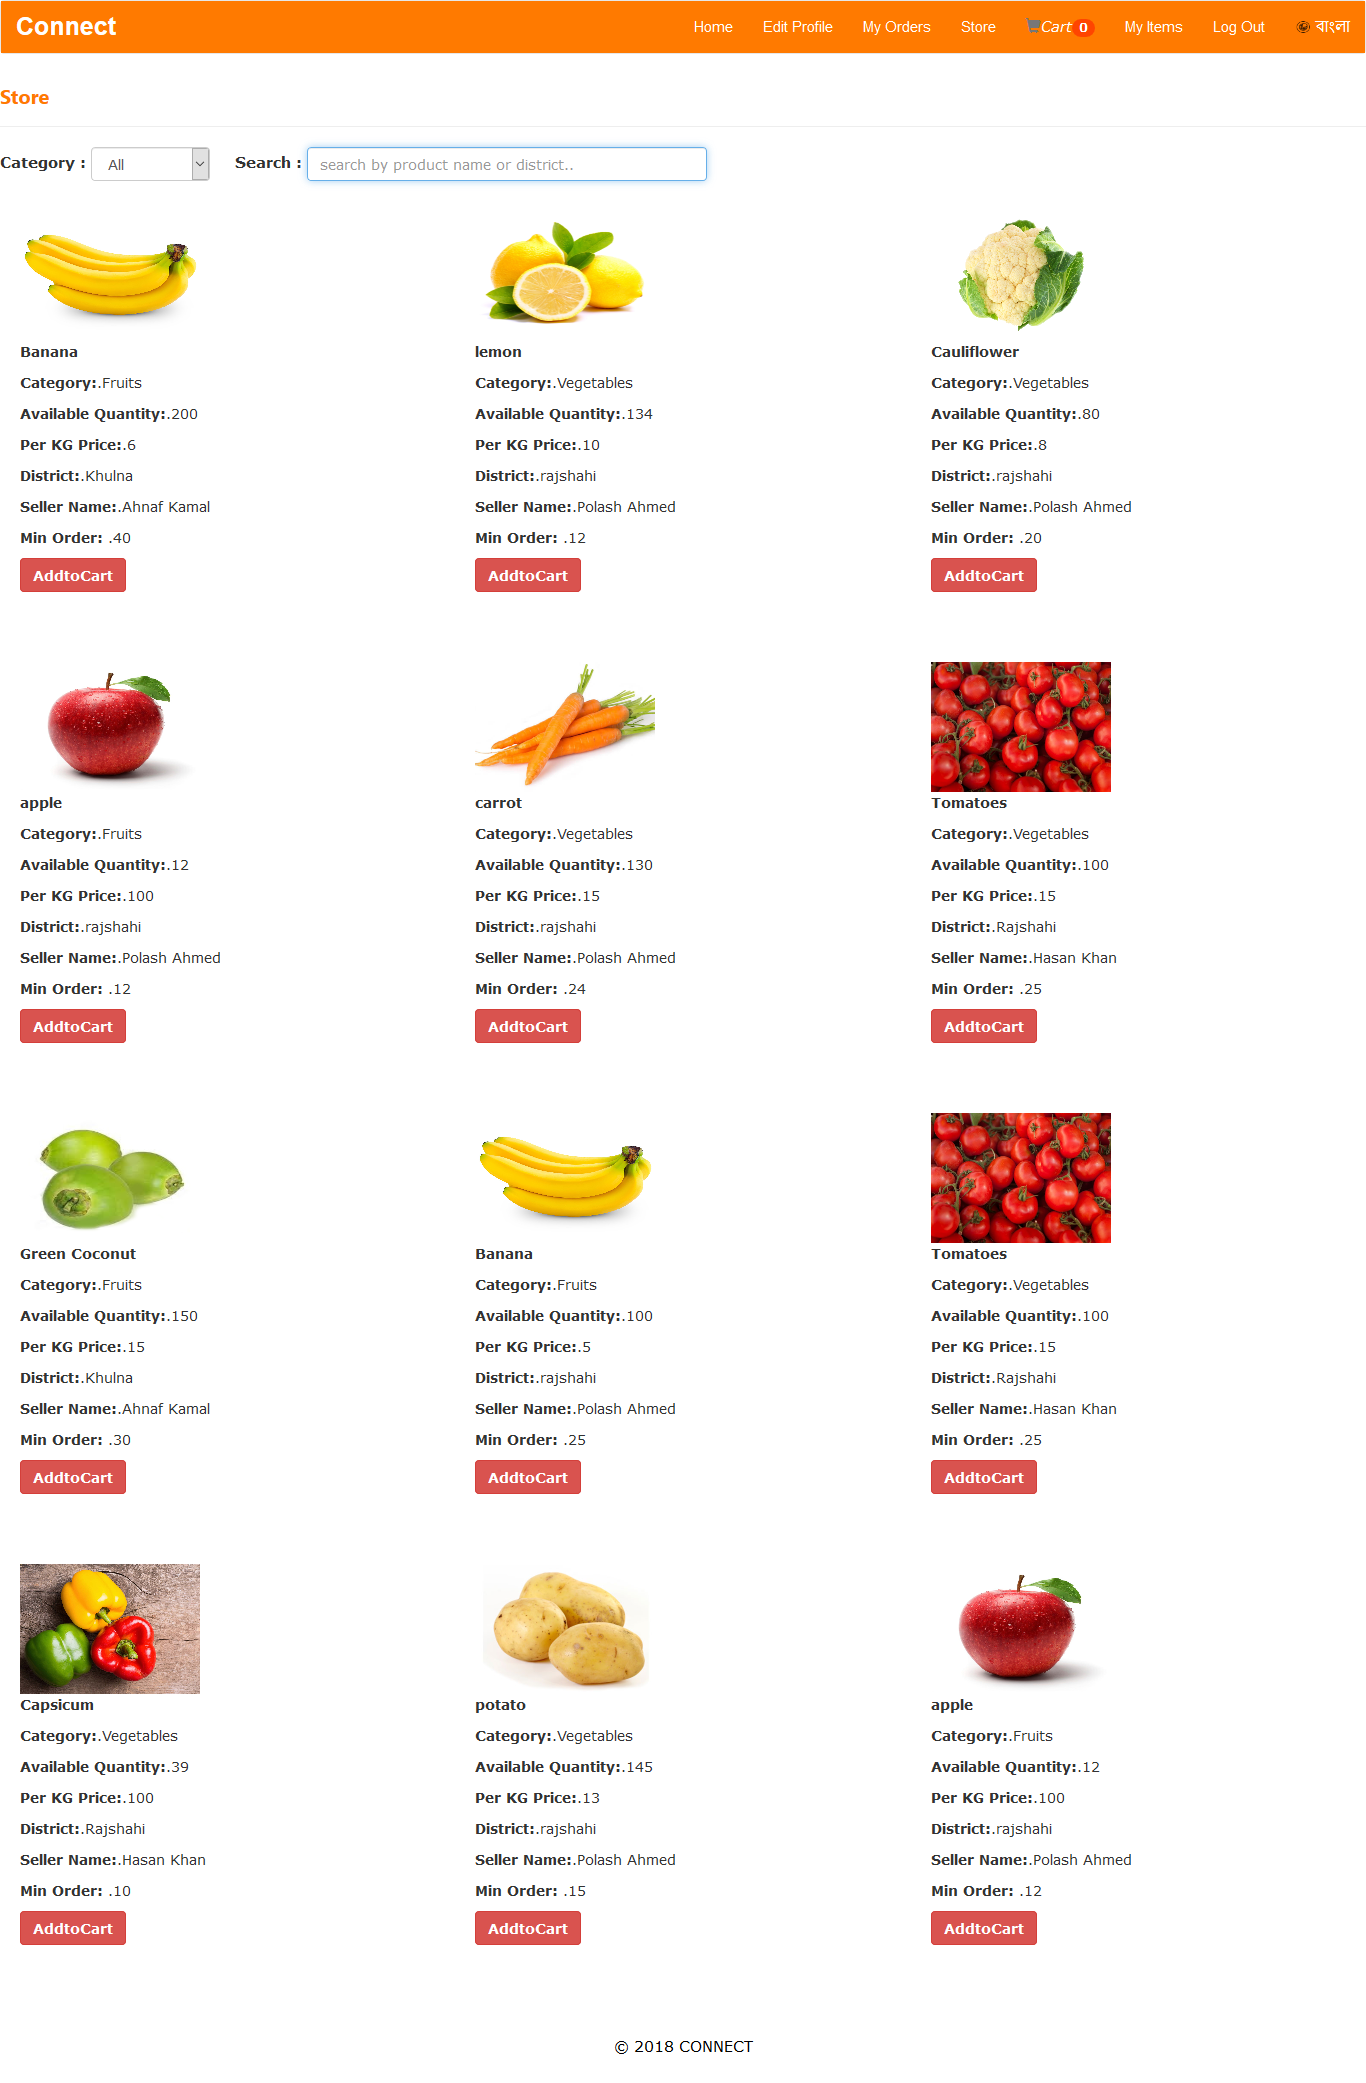 Connect
Home Edit Profile My Orders Store Cart 0 My Items Log Out বাংলা
Store
Category : All Search : search by product name or district..
Banana
Category:.Fruits
Available Quantity:.200
Per KG Price:.6
District:.Khulna
Seller Name:.Ahnaf Kamal
Min Order: .40
AddtoCart
lemon
Category:.Vegetables
Available Quantity:.134
Per KG Price:.10
District:.rajshahi
Seller Name:.Polash Ahmed
Min Order: .12
AddtoCart
Cauliflower
Category:.Vegetables
Available Quantity:.80
Per KG Price:.8
District:.rajshahi
Seller Name:.Polash Ahmed
Min Order: .20
AddtoCart
apple
Category:.Fruits
Available Quantity:.12
Per KG Price:.100
District:.rajshahi
Seller Name:.Polash Ahmed
Min Order: .12
AddtoCart
carrot
Category:.Vegetables
Available Quantity:.130
Per KG Price:.15
District:.rajshahi
Seller Name:.Polash Ahmed
Min Order: .24
AddtoCart
Tomatoes
Category:.Vegetables
Available Quantity:.100
Per KG Price:.15
District:.Rajshahi
Seller Name:.Hasan Khan
Min Order: .25
AddtoCart
Green Coconut
Category:.Fruits
Available Quantity:.150
Per KG Price:.15
District:.Khulna
Seller Name:.Ahnaf Kamal
Min Order: .30
AddtoCart
Banana
Category:.Fruits
Available Quantity:.100
Per KG Price:.5
District:.rajshahi
Seller Name:.Polash Ahmed
Min Order: .25
AddtoCart
Tomatoes
Category:.Vegetables
Available Quantity:.100
Per KG Price:.15
District:.Rajshahi
Seller Name:.Hasan Khan
Min Order: .25
AddtoCart
Capsicum
Category:.Vegetables
Available Quantity:.39
Per KG Price:.100
District:.Rajshahi
Seller Name:.Hasan Khan
Min Order: .10
AddtoCart
potato
Category:.Vegetables
Available Quantity:.145
Per KG Price:.13
District:.rajshahi
Seller Name:.Polash Ahmed
Min Order: .15
AddtoCart
apple
Category:.Fruits
Available Quantity:.12
Per KG Price:.100
District:.rajshahi
Seller Name:.Polash Ahmed
Min Order: .12
AddtoCart
© 2018 CONNECT